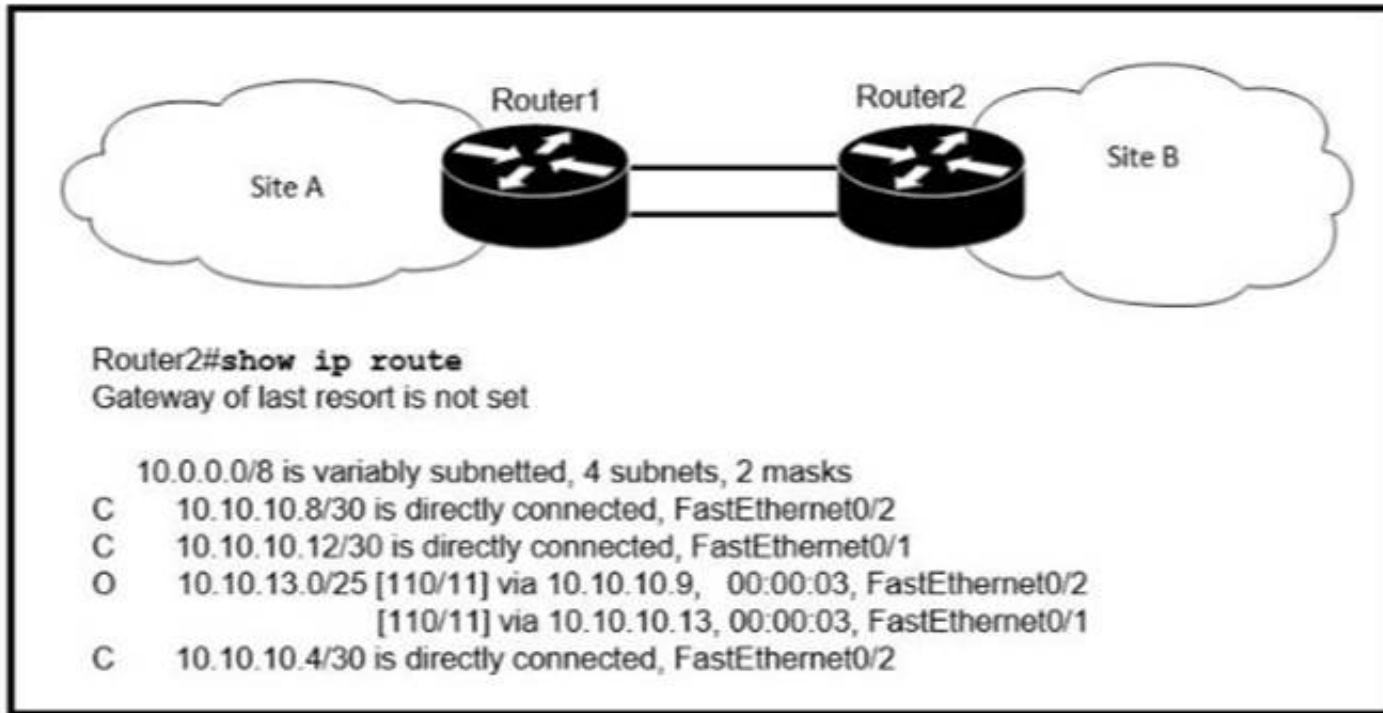 Router1
Router2
Site A
Site B
Router2#show ip route
Gateway of last resort is not set
10.0.0.0/8 is variably subnetted, 4 subnets, 2 masks
C 10.10.10.8/30 is directly connected, FastEthernet0/2
C 10.10.10.12/30 is directly connected, FastEthernet0/1
O 10.10.13.0/25 [110/11] via 10.10.10.9, 00:00:03, FastEthernet0/2
[110/11] via 10.10.10.13, 00:00:03, FastEthernet0/1
C 10.10.10.4/30 is directly connected, FastEthernet0/2